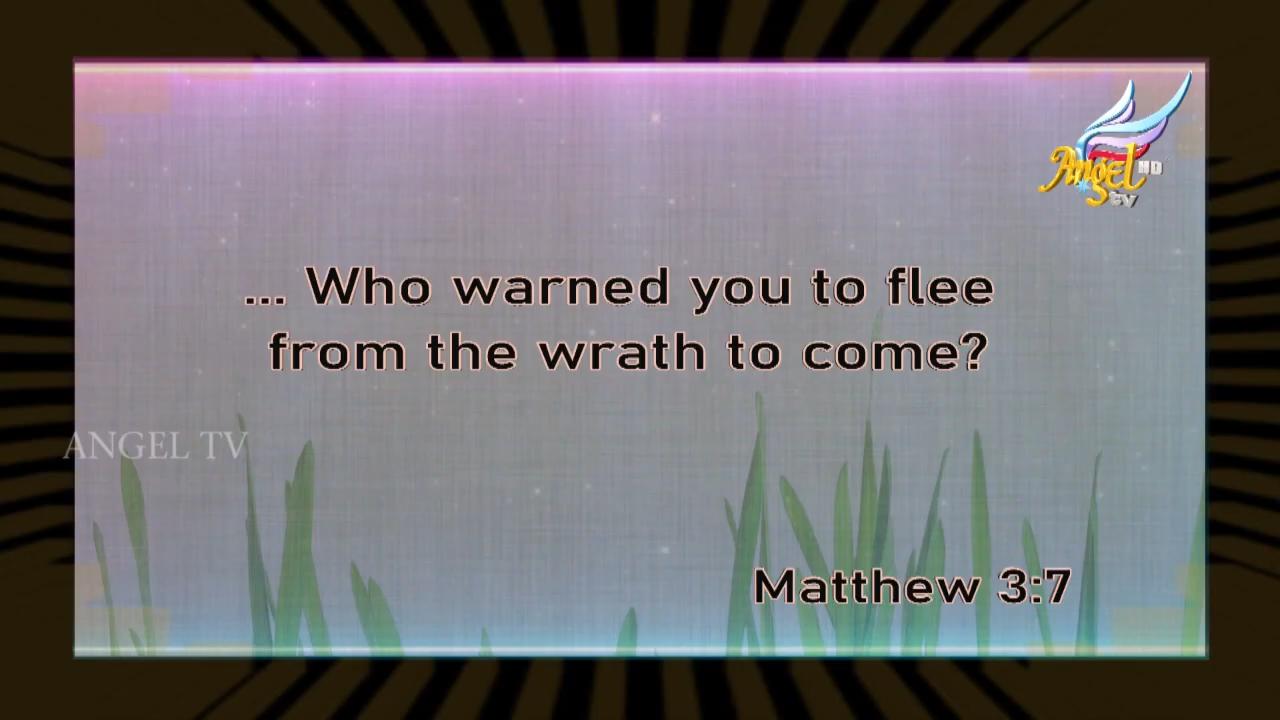 Angel HD
tv
... Who warned you to flee
from the wrath to come?
ANGEL TV
Matthew 3:7